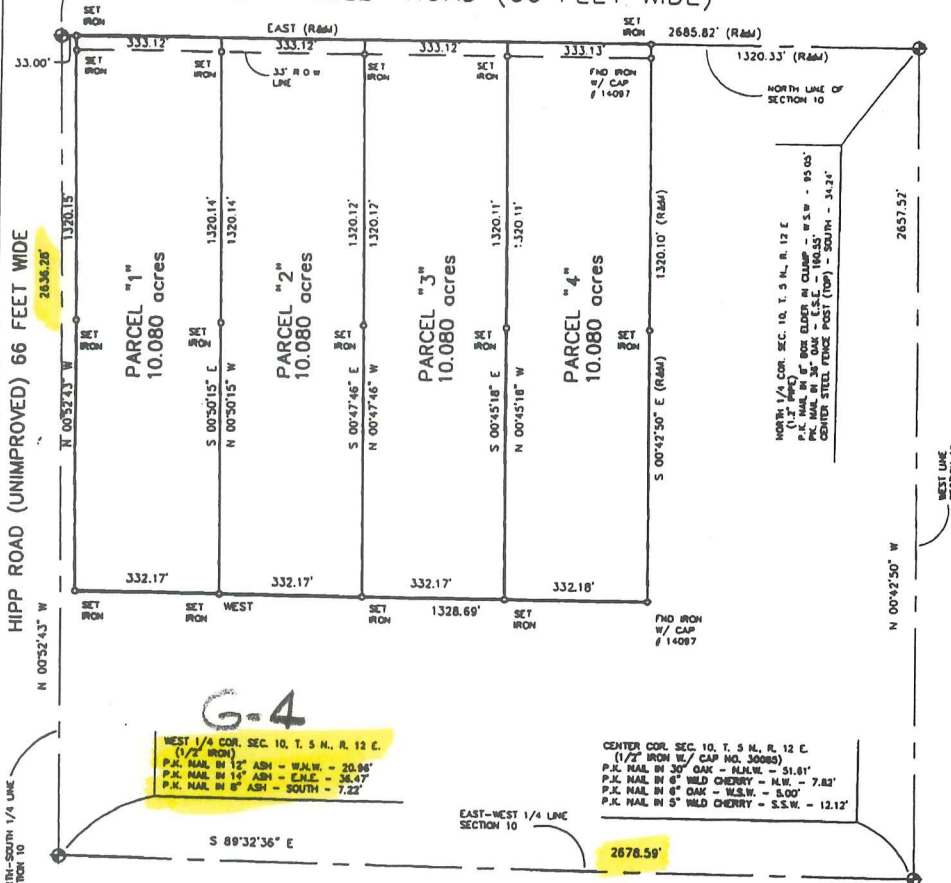 ROAD (66 FEET WIDE)
SET
IRON
EAST (R&M)
SET
IRON
2685.82' (R&M)
33.00'
333.12'
333.12'
333.12'
333.13'
1320.33' (R&M)
SET
IRON
SET
IRON
33' R O W
LINE
SET
IRON
SET
IRON
FND IRON
W/ CAP
# 14097
NORTH LINE OF
SECTION 10
HIPP ROAD (UNIMPROVED) 66 FEET WIDE
2636.28'
N 00°52'43" W
1320.15'
N 00°52'43" W
SET
IRON
PARCEL "1"
10.080 acres
1320.14'
1320.14'
SET
IRON
S 00°50'15" E
N 00°50'15" W
PARCEL "2"
10.080 acres
1320.12'
1320.12'
SET
IRON
S 00°47'46" E
N 00°47'46" W
PARCEL "3"
10.080 acres
1320.11'
1320.11'
SET
IRON
S 00°45'18" E
N 00°45'18" W
PARCEL "4"
10.080 acres
1320.10' (R&M)
S 00°42'50" E (R&M)
NORTH 1/4 COR. SEC. 10, T. 5 N., R. 12 E
(1.2" PIPE)
P.K. NAIL IN 8" BOX ELDER IN CLUMP - W.S.W - 95.05'
P.K. NAIL IN 36" OAK - E.S.E. - 160.55'
CENTER STEEL FENCE POST (TOP) - SOUTH - 34.24'
2657.52'
N 00°42'50" W
WEST LINE
332.17'
332.17'
332.17'
332.18'
SET
IRON
SET
IRON
WEST
SET
IRON
1328.69'
SET
IRON
FND IRON
W/ CAP
# 14097
G-4
WEST 1/4 COR. SEC. 10, T. 5 N., R. 12 E.
(1/2" IRON)
P.K. NAIL IN 12" ASH - W.N.W. - 20.96'
P.K. NAIL IN 14" ASH - E.N.E. - 36.47'
P.K. NAIL IN 8" ASH - SOUTH - 7.22'
CENTER COR. SEC. 10, T. 5 N., R. 12 E.
(1/2" IRON W./ CAP NO. 30085)
P.K. NAIL IN 30" OAK - N.N.W. - 51.61'
P.K. NAIL IN 6" WILD CHERRY - N.W. - 7.82'
P.K. NAIL IN 6" OAK - W.S.W. - 5.00'
P.K. NAIL IN 5" WILD CHERRY - S.S.W. - 12.12'
S 89°32'36" E
EAST-WEST 1/4 LINE
SECTION 10
2678.59'
TH-SOUTH 1/4 LINE
TION 10